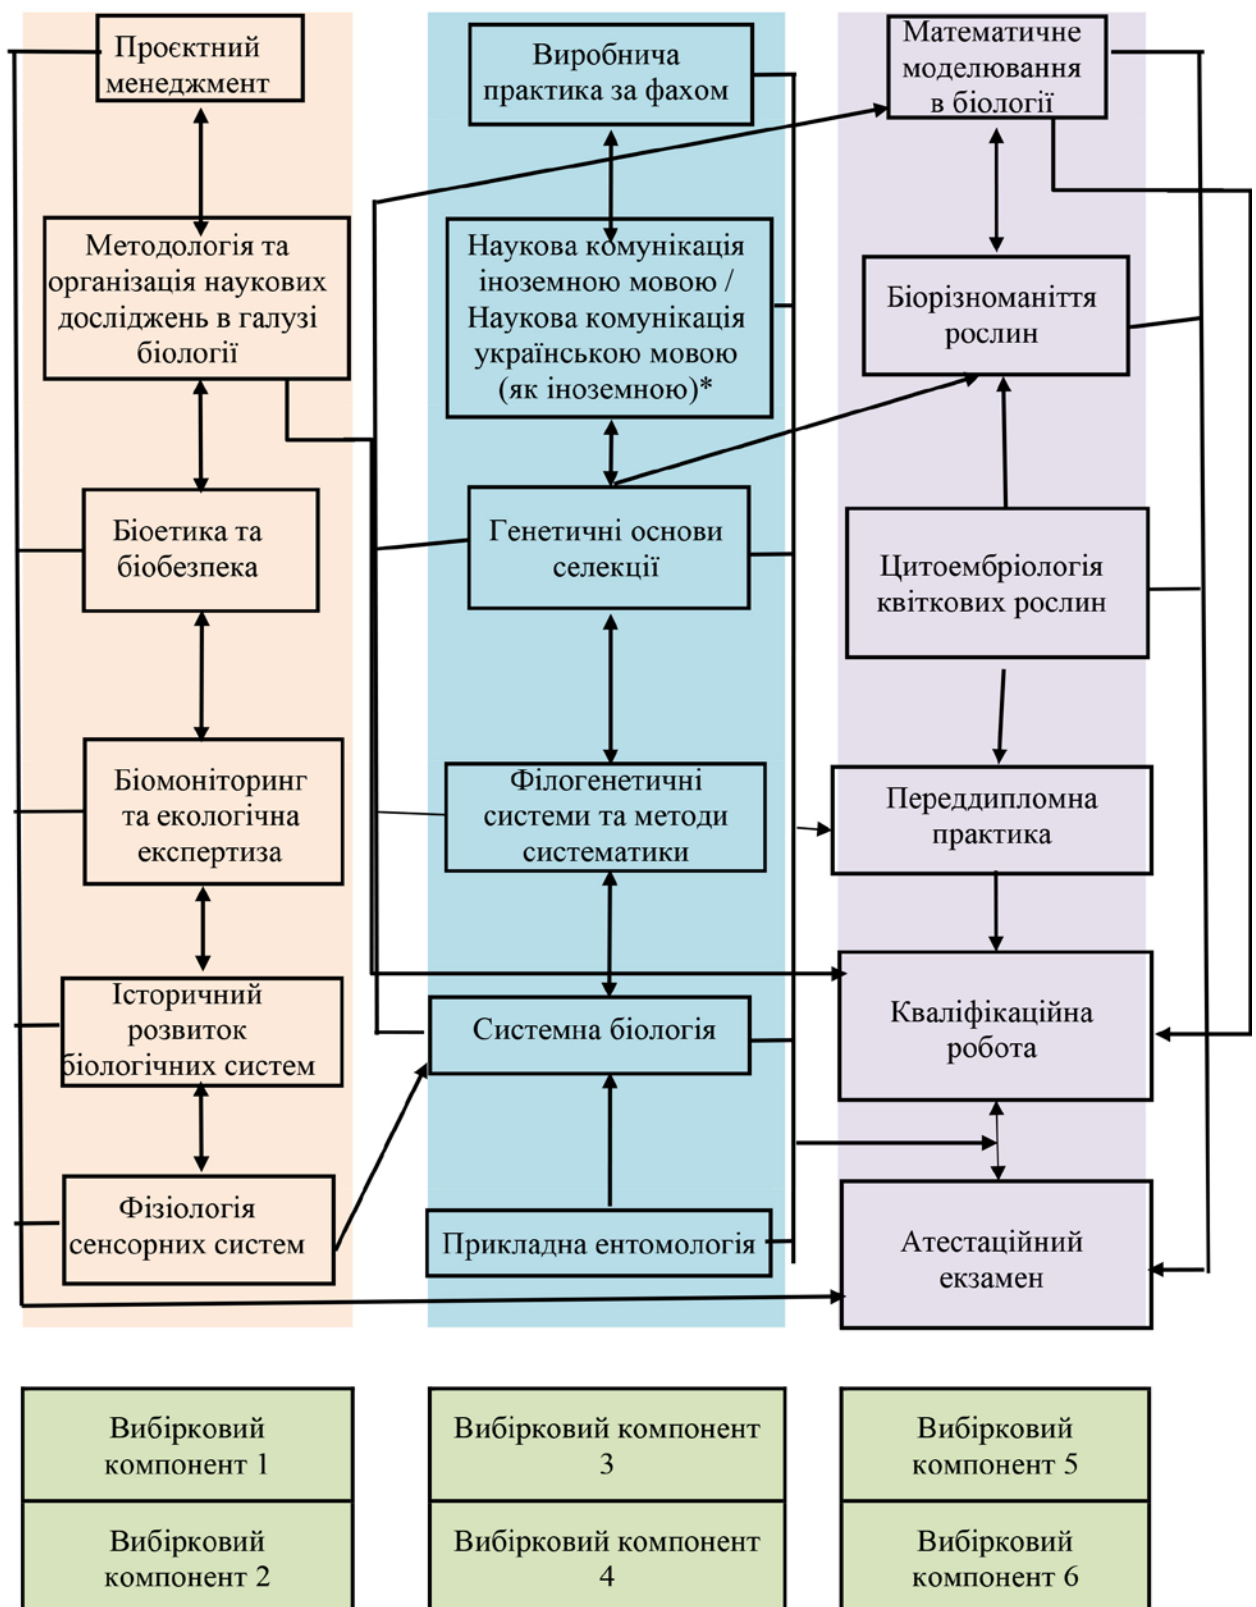 Проєктний
менеджмент
Методологія та
організація наукових
досліджень в галузі
біології
Біоетика та
біобезпека
Біомоніторинг
та екологічна
експертиза
Історичний
розвиток
біологічних систем
Фізіологія
сенсорних систем
Виробнича
практика за фахом
Наукова комунікація
іноземною мовою /
Наукова комунікація
українською мовою
(як іноземною)*
Генетичні основи
селекції
Філогенетичні
системи та методи
систематики
Системна біологія
Прикладна ентомологія
Математичне
моделювання
в біології
Біорізноманіття
рослин
Цитоембріологія
квіткових рослин
Переддипломна
практика
Кваліфікаційна
робота
Атестаційний
екзамен
Вибірковий
компонент 1
Вибірковий
компонент 2
Вибірковий компонент
3
Вибірковий компонент
4
Вибірковий
компонент 5
Вибірковий
компонент 6